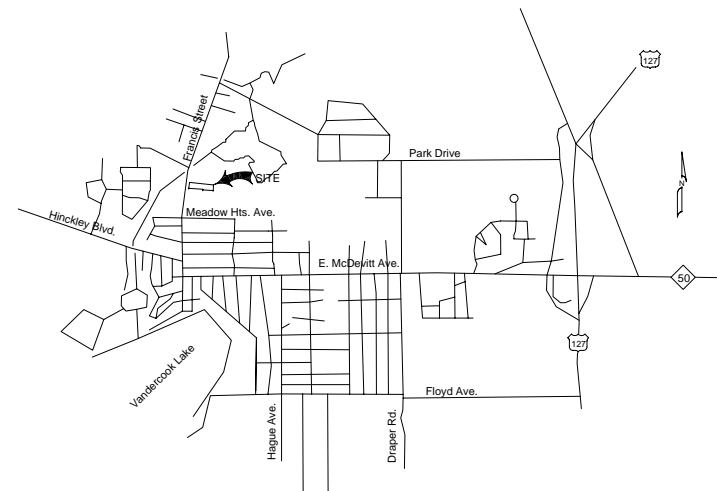 127
Francis Street
Park Drive
SITE
N
Meadow Hts. Ave.
Hinckley Blvd.
E. McDevitt Ave.
50
127
Vandercook Lake
Floyd Ave.
Hague Ave.
Draper Rd.